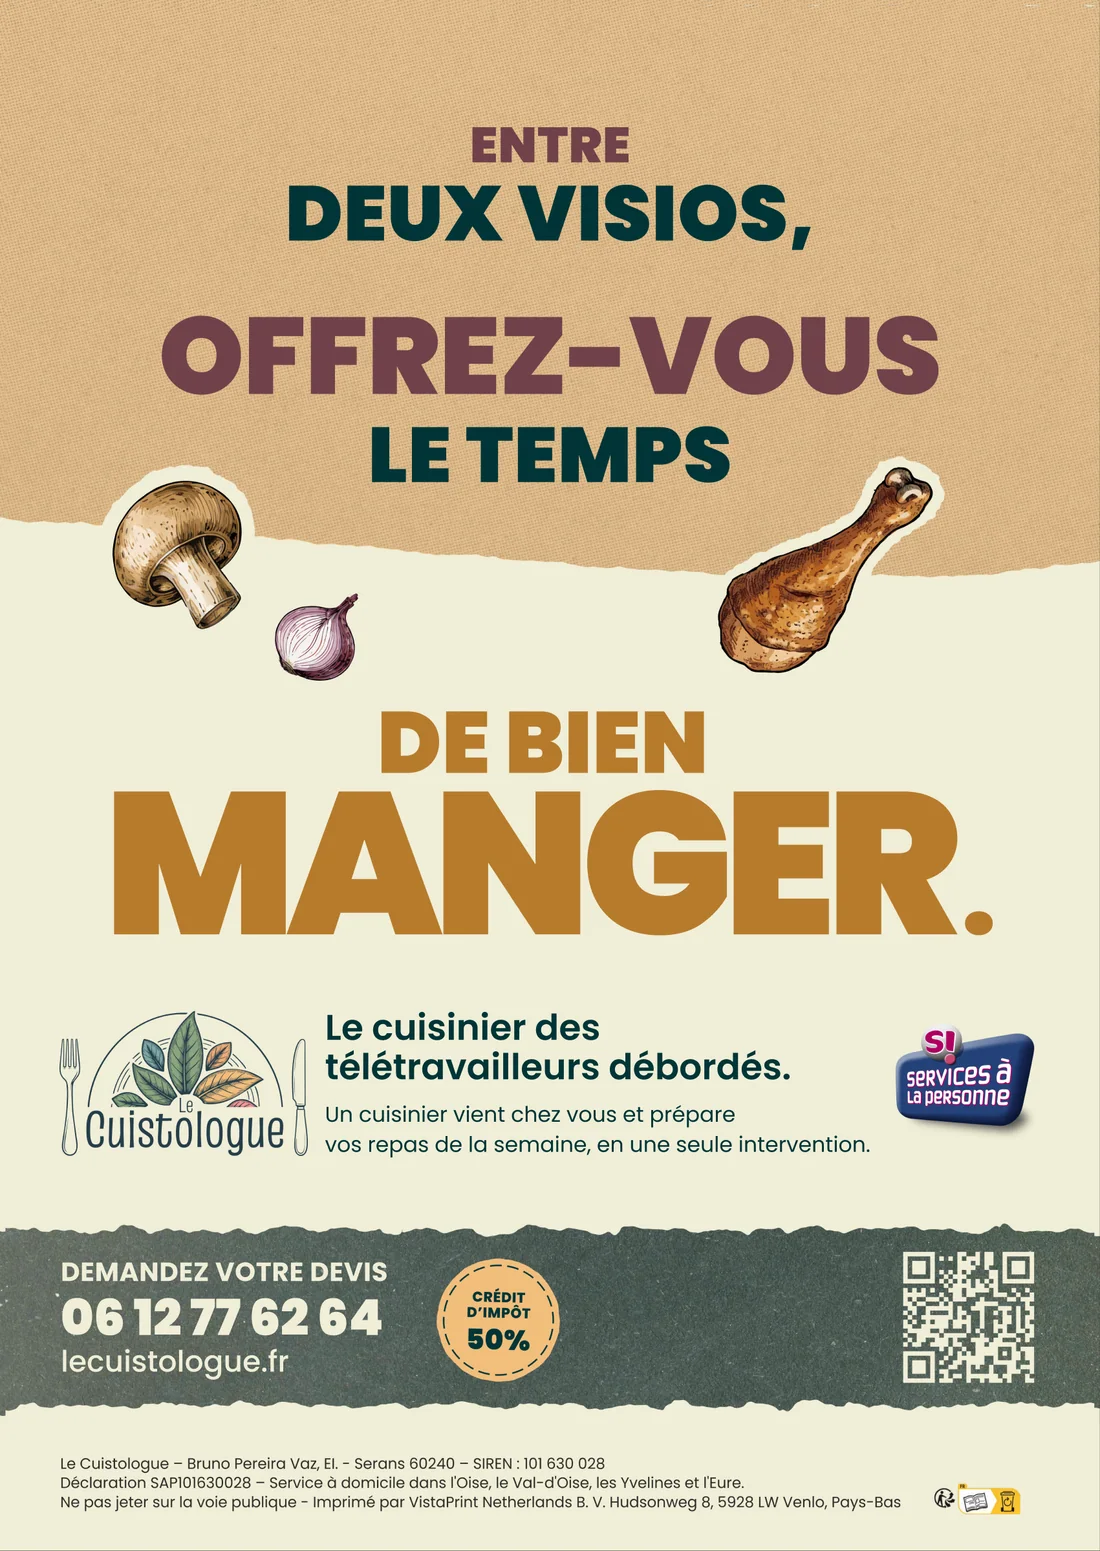 ENTRE
DEUX VISIOS,
OFFREZ-VOUS
LE TEMPS
DE BIEN
MANGER.
Le
Cuistologue
Le cuisinier des
télétravailleurs débordés.
Un cuisinier vient chez vous et prépare
vos repas de la semaine, en une seule intervention.
S!
services à
La personne
DEMANDEZ VOTRE DEVIS
06 12 77 62 64
lecuistologue.fr
CRÉDIT
D'IMPÔT
50%
Le Cuistologue – Bruno Pereira Vaz, EI. - Serans 60240 – SIREN : 101 630 028
Déclaration SAP101630028 – Service à domicile dans l'Oise, le Val-d'Oise, les Yvelines et l'Eure.
Ne pas jeter sur la voie publique - Imprimé par VistaPrint Netherlands B. V. Hudsonweg 8, 5928 LW Venlo, Pays-Bas
FR